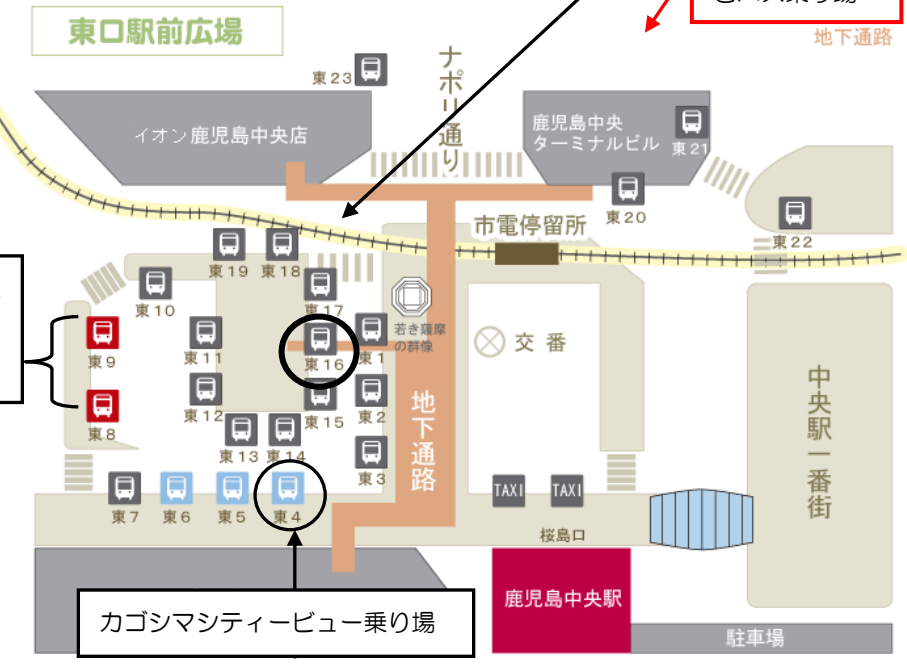 東口駅前広場
地下通路
東23
ナポリ通り
イオン鹿児島中央店
鹿児島中央
ターミナルビル
東21
東20
市電停留所
東22
東19
東18
東10
東17
若き薩摩
の群像
東9
東11
東16
東1
交番
東8
東12
東15
東2
地下通路
中央駅一番街
東13
東14
東3
東7
東6
東5
東4
TAXI
TAXI
桜島口
カゴシマシティービュー乗り場
鹿児島中央駅
駐車場